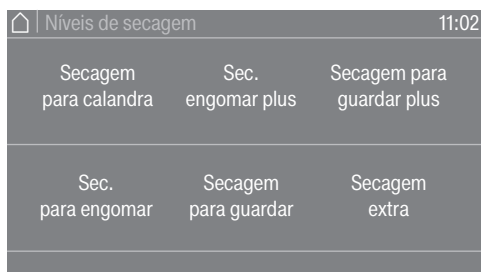 Níveis de secagem 11:02
Secagem Sec. Secagem para
para calandra engomar plus guardar plus
Sec. Secagem Secagem
para engomar para guardar extra